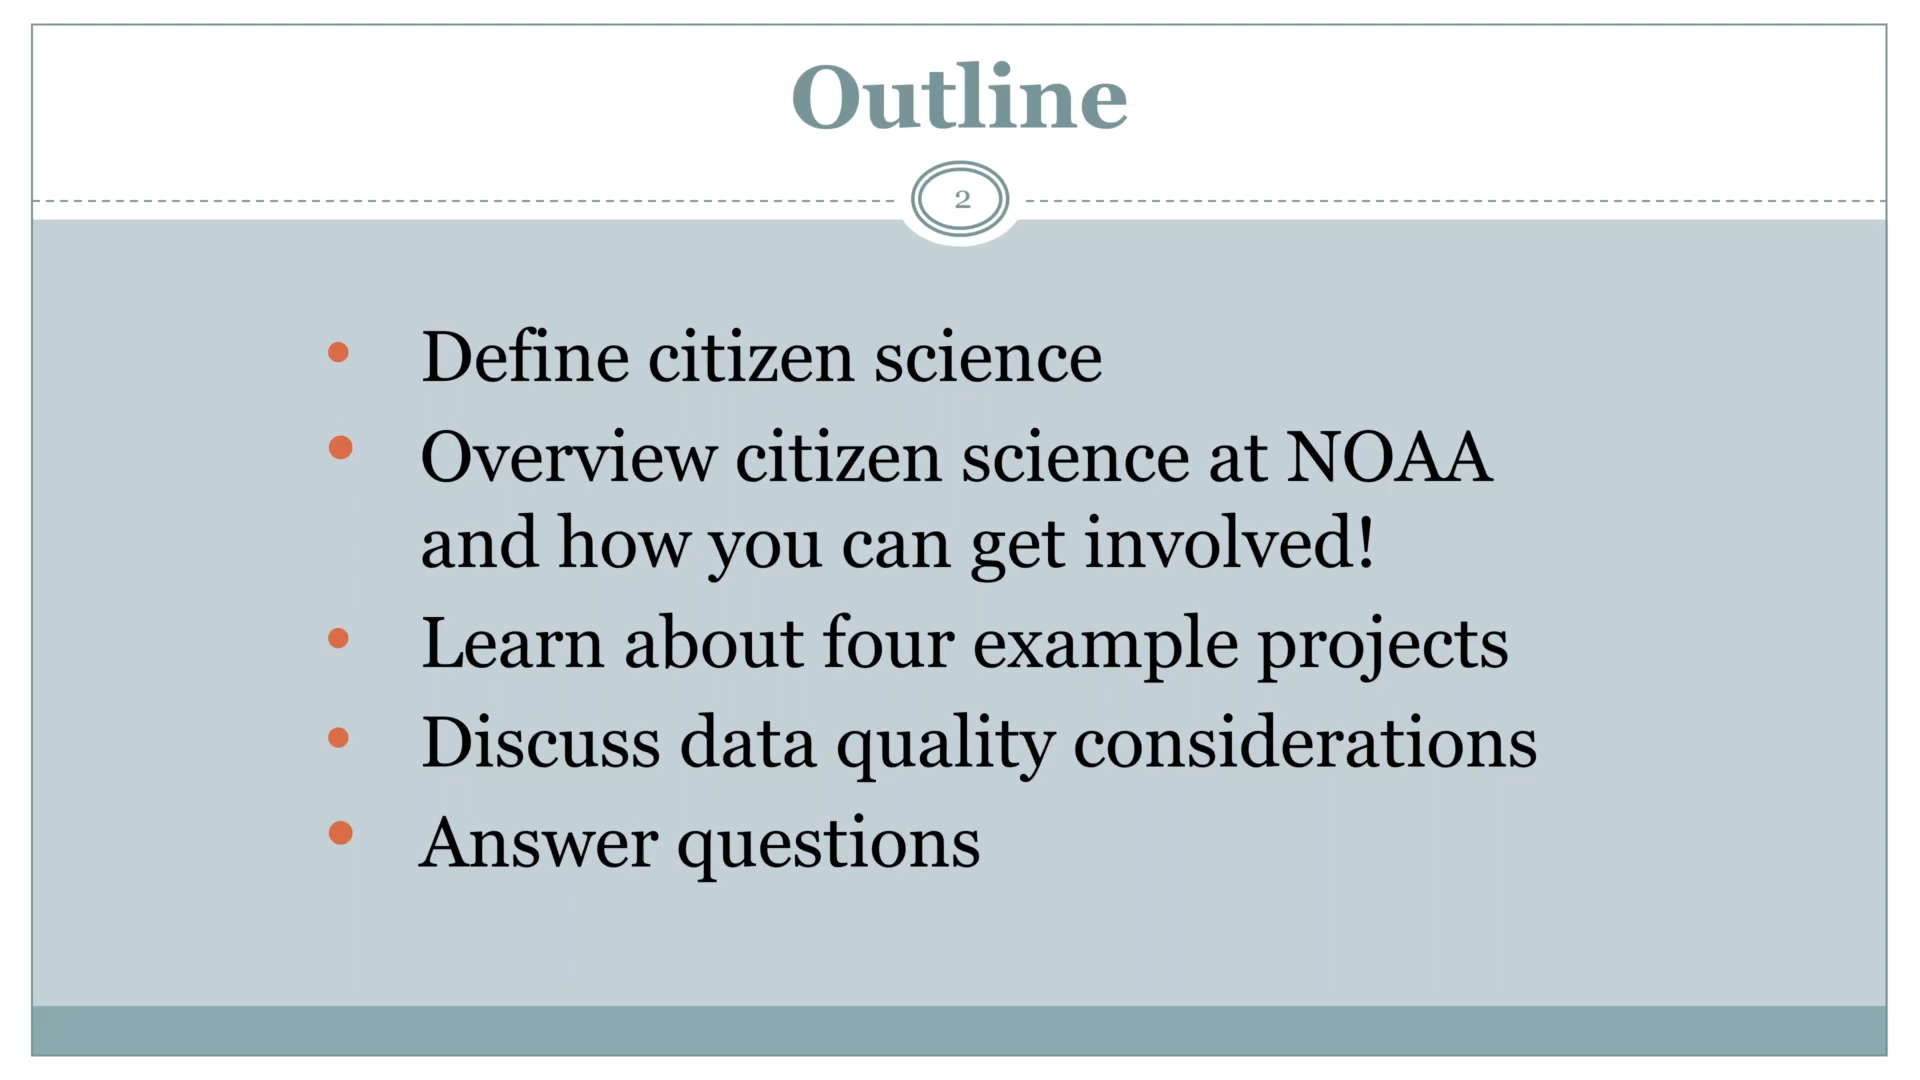 Outline
2
• Define citizen science
• Overview citizen science at NOAA
and how you can get involved!
• Learn about four example projects
• Discuss data quality considerations
• Answer questions